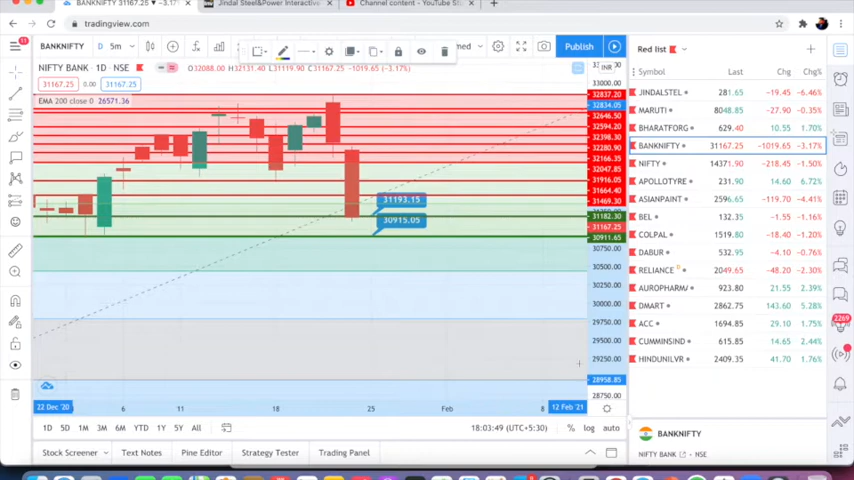 BANKNIFTY 31167.25 ▼ −3.17%
Jindal Steel&Power Interactive
Channel content - YouTube St
tradingview.com
11
BANKNIFTY D 5m
Publish
Red list
NIFTY BANK · 1D · NSE O32088.00 H32131.40 L31119.90 C31167.25 −1019.65 (−3.17%)
31167.25 0.00 31167.25
EMA 200 close 0 26571.36
INR
33000.00
32837.20
32834.05
32646.50
32594.20
32398.30
32280.90
32166.35
31916.05
31664.40
31469.30
31182.30
31167.25
30911.65
30750.00
30500.00
30250.00
30000.00
29750.00
29500.00
29250.00
28958.85
28750.00
31193.15
30915.05
22 Dec '20 6 11 18 25 Feb 8 12 Feb '21
1D 5D 1M 3M 6M YTD 1Y 5Y All
18:03:49 (UTC+5:30) % log auto
Stock Screener Text Notes Pine Editor Strategy Tester Trading Panel
Symbol Last Chg Chg%
JINDALSTEL 281.65 −19.45 −6.46%
MARUTI 8048.85 −27.90 −0.35%
BHARATFORG 629.40 10.55 1.70%
BANKNIFTY 31167.25 −1019.65 −3.17%
NIFTY 14371.90 −218.45 −1.50%
APOLLOTYRE 231.90 14.60 6.72%
ASIANPAINT 2596.65 −119.70 −4.41%
BEL 132.35 −1.55 −1.16%
COLPAL 1519.80 −18.40 −1.20%
DABUR 532.95 −4.10 −0.76%
RELIANCE D 2049.65 −48.20 −2.30%
AUROPHARM 923.80 21.55 2.39%
DMART 2862.75 143.60 5.28%
ACC 1694.85 29.10 1.75%
CUMMINSIND 615.85 14.65 2.44%
HINDUNILVR 2409.35 41.70 1.76%
2269
BANKNIFTY
NIFTY BANK · NSE